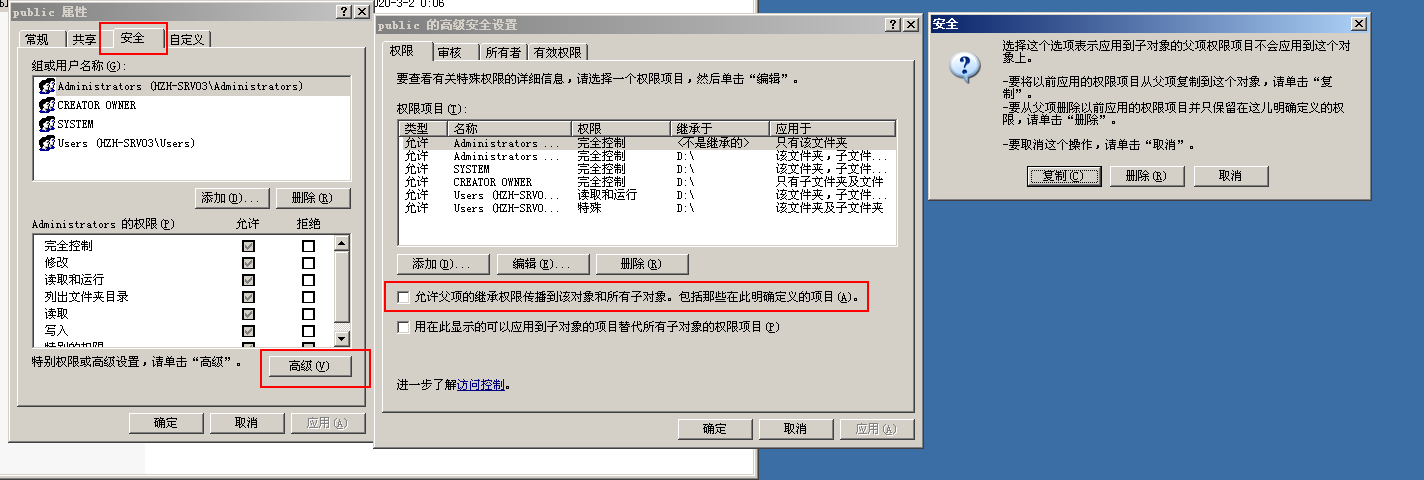 020-3-2 0:06
public 属性
常规
共享
安全
自定义
组或用户名称(G):
Administrators (HZH-SRV03\Administrators)
CREATOR OWNER
SYSTEM
Users (HZH-SRV03\Users)
添加(D)...
删除(R)
Administrators 的权限(P)
允许
拒绝
完全控制
修改
读取和运行
列出文件夹目录
读取
写入
特别的权限
特别权限或高级设置，请单击“高级”。
高级(V)
确定
取消
应用(A)
public 的高级安全设置
权限
审核
所有者
有效权限
要查看有关特殊权限的详细信息，请选择一个权限项目，然后单击“编辑”。
权限项目(T):
类型 名称 权限 继承于 应用于
允许 Administrators ... 完全控制 <不是继承的> 只有该文件夹
允许 Administrators ... 完全控制 D:\ 该文件夹，子文件...
允许 SYSTEM 完全控制 D:\ 该文件夹，子文件...
允许 CREATOR OWNER 完全控制 D:\ 只有子文件夹及文件
允许 Users (HZH-SRVO... 读取和运行 D:\ 该文件夹，子文件...
允许 Users (HZH-SRVO... 特殊 D:\ 该文件夹及子文件夹
添加(D)...
编辑(E)...
删除(R)
允许父项的继承权限传播到该对象和所有子对象。包括那些在此明确定义的项目(A)。
用在此显示的可以应用到子对象的项目替代所有子对象的权限项目(P)
进一步了解访问控制。
确定
取消
应用(A)
安全
选择这个选项表示应用到子对象的父项权限项目不会应用到这个对
象上。
-要将以前应用的权限项目从父项复制到这个对象，请单击“复
制”。
-要从父项删除以前应用的权限项目并只保留在这儿明确定义的权
限，请单击“删除”。
-要取消这个操作，请单击“取消”。
复制(C)
删除(R)
取消